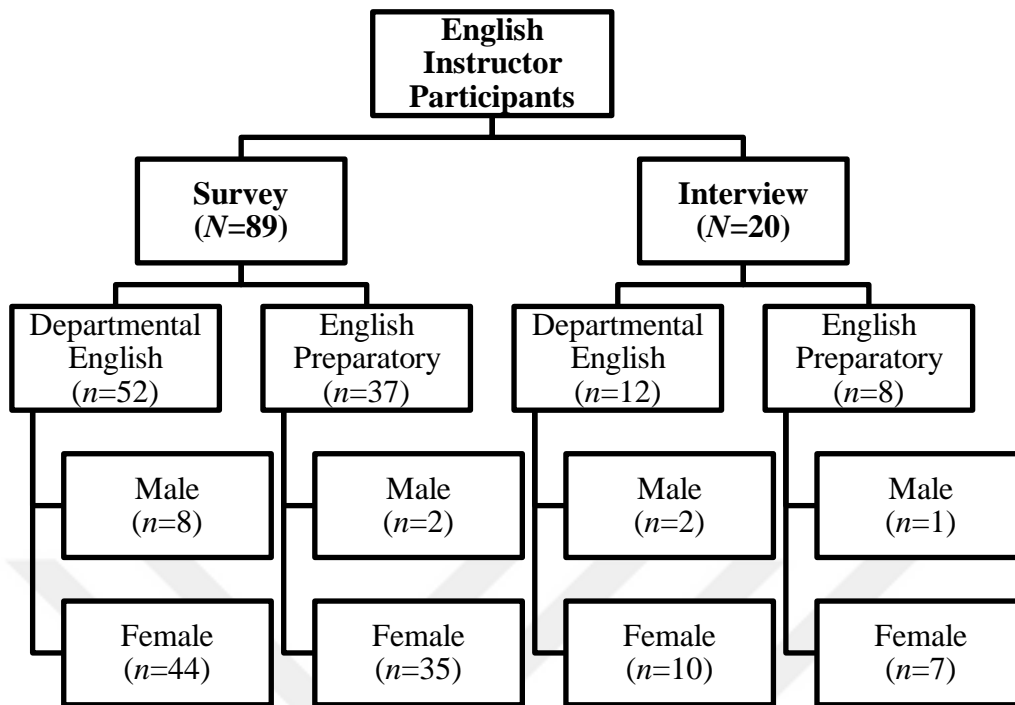 English
Instructor
Participants
Survey
(N=89)
Interview
(N=20)
Departmental
English
(n=52)
English
Preparatory
(n=37)
Departmental
English
(n=12)
English
Preparatory
(n=8)
Male
(n=8)
Male
(n=2)
Male
(n=2)
Male
(n=1)
Female
(n=44)
Female
(n=35)
Female
(n=10)
Female
(n=7)